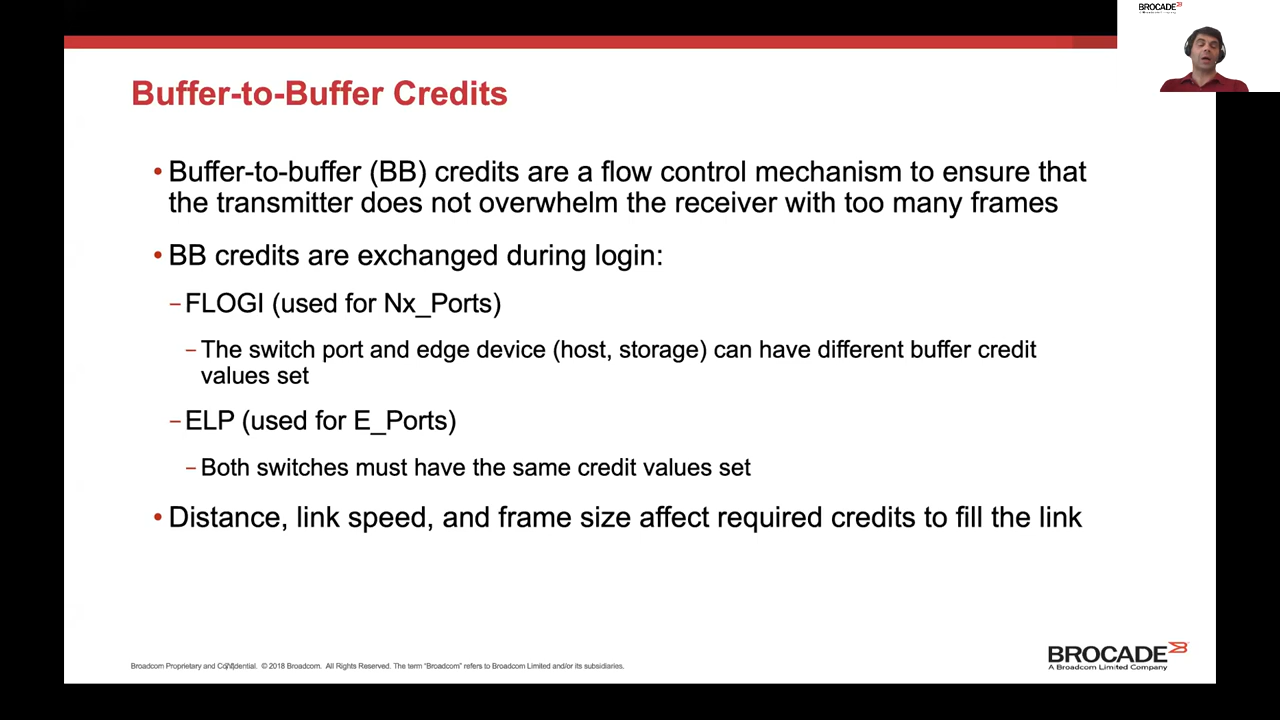 BROCADE
Buffer-to-Buffer Credits
• Buffer-to-buffer (BB) credits are a flow control mechanism to ensure that
the transmitter does not overwhelm the receiver with too many frames
• BB credits are exchanged during login:
– FLOGI (used for Nx_Ports)
– The switch port and edge device (host, storage) can have different buffer credit
values set
– ELP (used for E_Ports)
– Both switches must have the same credit values set
• Distance, link speed, and frame size affect required credits to fill the link
Broadcom Proprietary and Confidential. © 2018 Broadcom. All Rights Reserved. The term “Broadcom” refers to Broadcom Limited and/or its subsidiaries.
BROCADE
A Broadcom Limited Company